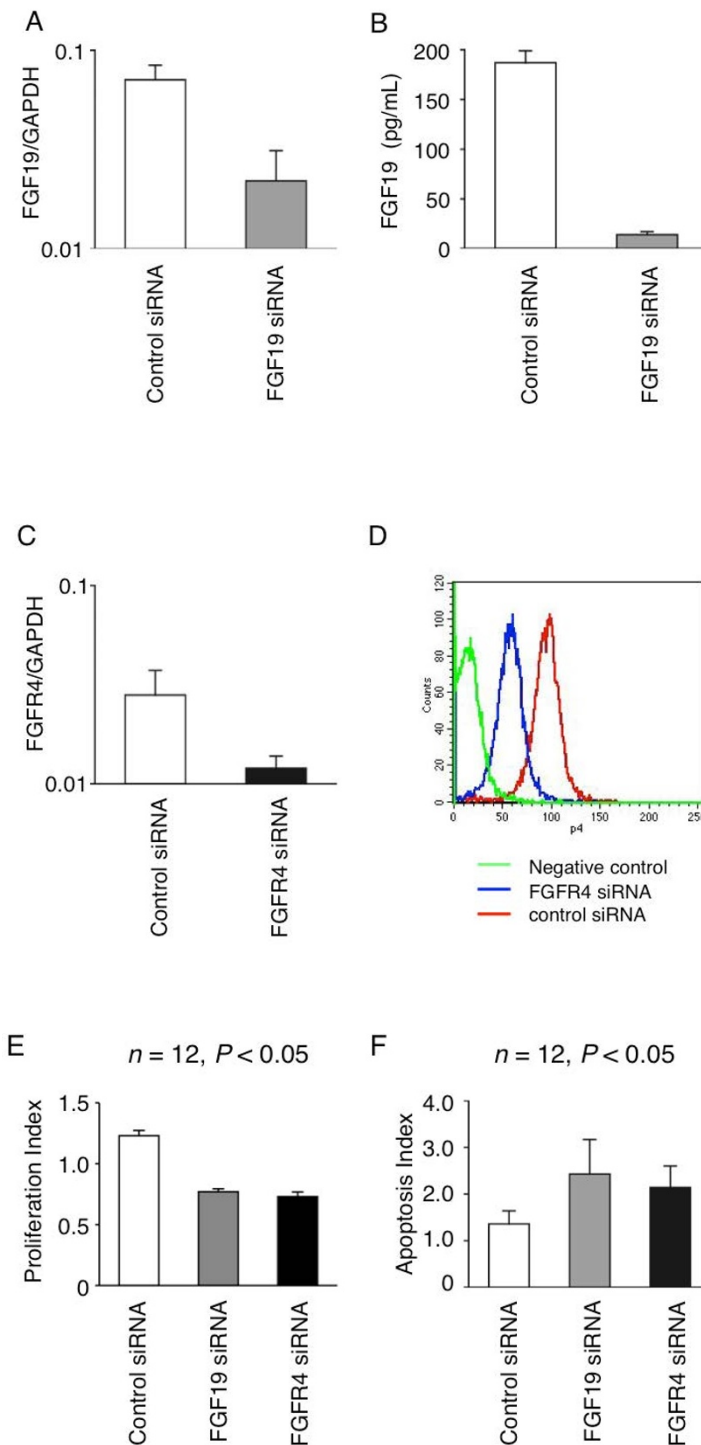 A
0.1
0.01
FGF19/GAPDH
Control siRNA
FGF19 siRNA
B
200
150
100
50
0
FGF19 (pg/mL)
Control siRNA
FGF19 siRNA
C
0.1
0.01
FGFR4/GAPDH
Control siRNA
FGFR4 siRNA
D
120
100
80
60
40
20
0
Counts
0 50 100 150 200 25
p4
Negative control
FGFR4 siRNA
control siRNA
E
n = 12, P < 0.05
1.5
1.0
0.5
0
Proliferation Index
Control siRNA
FGF19 siRNA
FGFR4 siRNA
F
n = 12, P < 0.05
4.0
3.0
2.0
1.0
0
Apoptosis Index
Control siRNA
FGF19 siRNA
FGFR4 siRNA